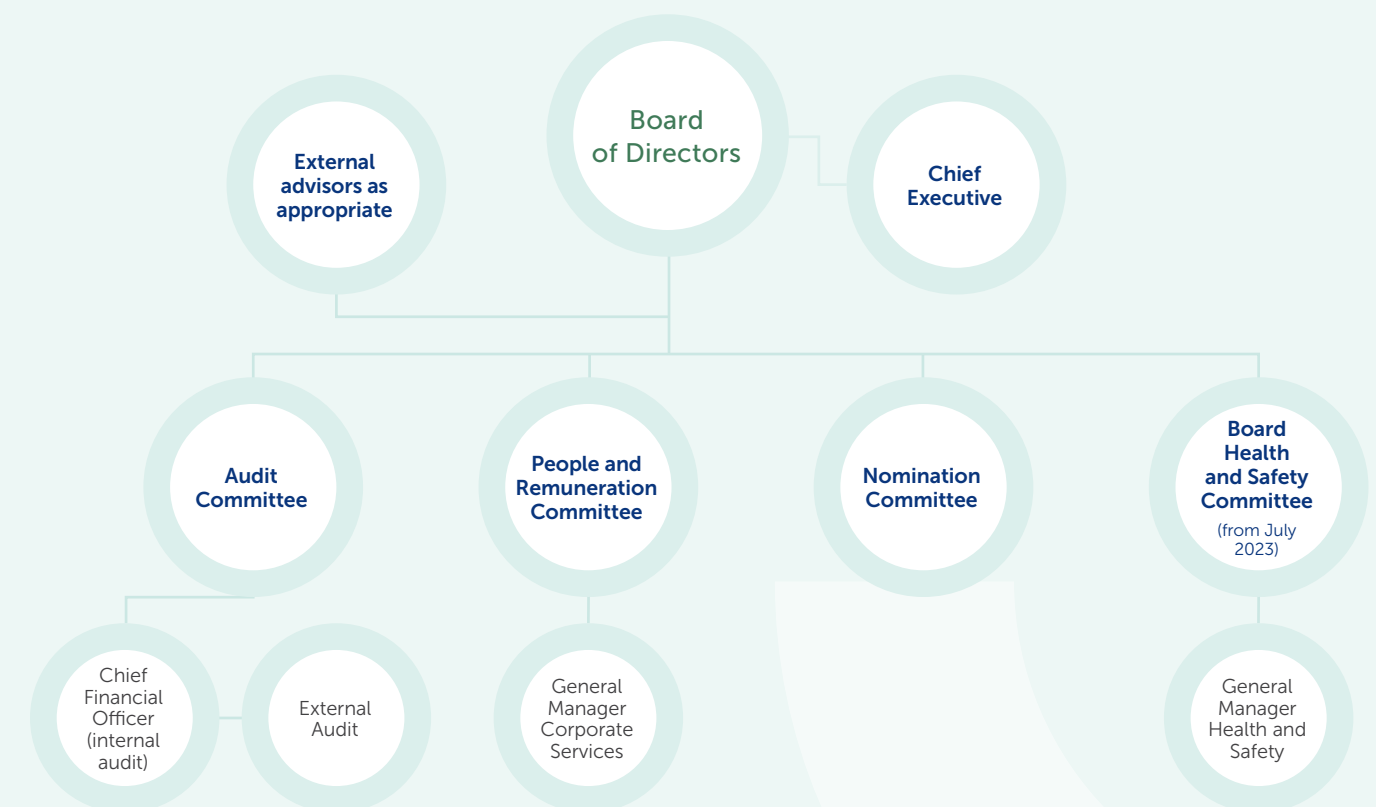 Board
of Directors
External
advisors as
appropriate
Chief
Executive
Audit
Committee
People and
Remuneration
Committee
Nomination
Committee
Board
Health
and Safety
Committee
(from July
2023)
Chief
Financial
Officer
(internal
audit)
External
Audit
General
Manager
Corporate
Services
General
Manager
Health and
Safety